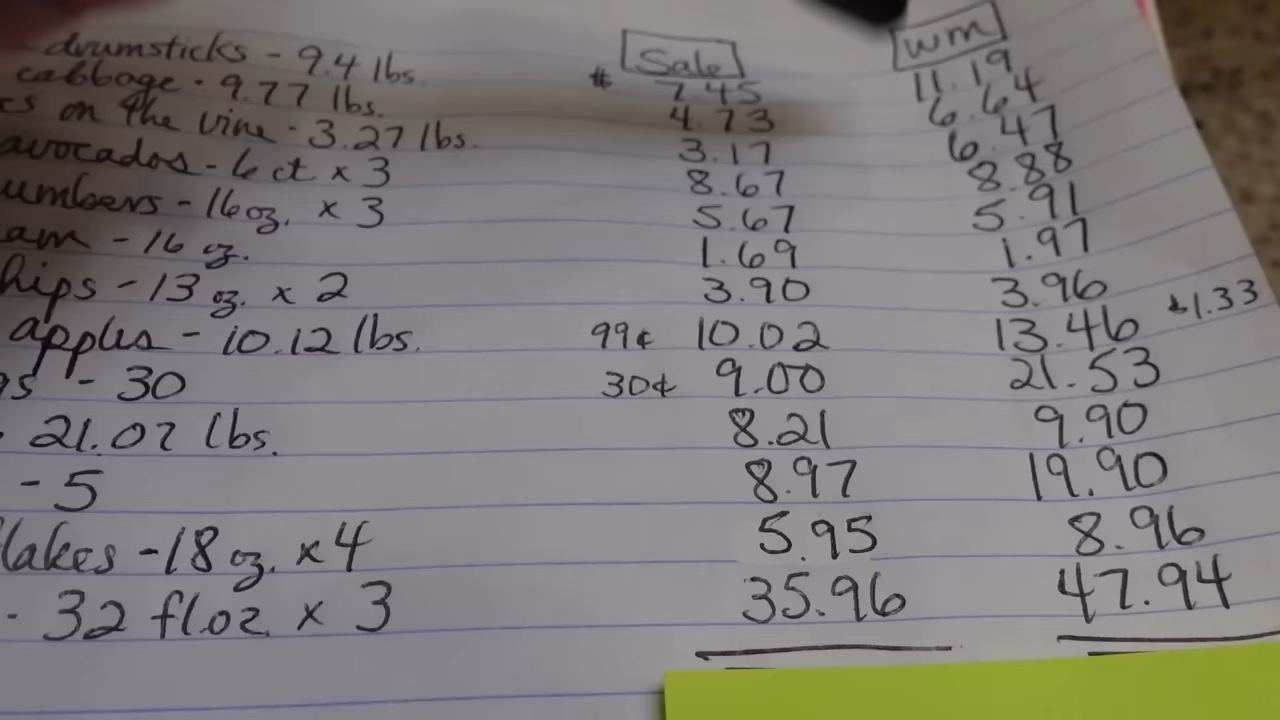 Sale wm
drumsticks - 9.4 lbs. $ 7.45 11.19
cabbage - 9.77 lbs. 4.73 6.64
es on the vine - 3.27 lbs. 3.17 6.47
avocados - 6 ct x 3 8.67 8.88
umbers - 16 oz. x 3 5.67 5.91
am - 16 oz. 1.69 1.97
hips - 13 oz. x 2 3.90 3.96
apples - 10.12 lbs. 99¢ 10.02 13.46 $1.33
gs - 30 30¢ 9.00 21.53
- 21.07 lbs. 8.21 9.90
- 5 8.97 19.90
lakes - 18 oz. x 4 5.95 8.96
- 32 fl.oz. x 3 35.96 47.94